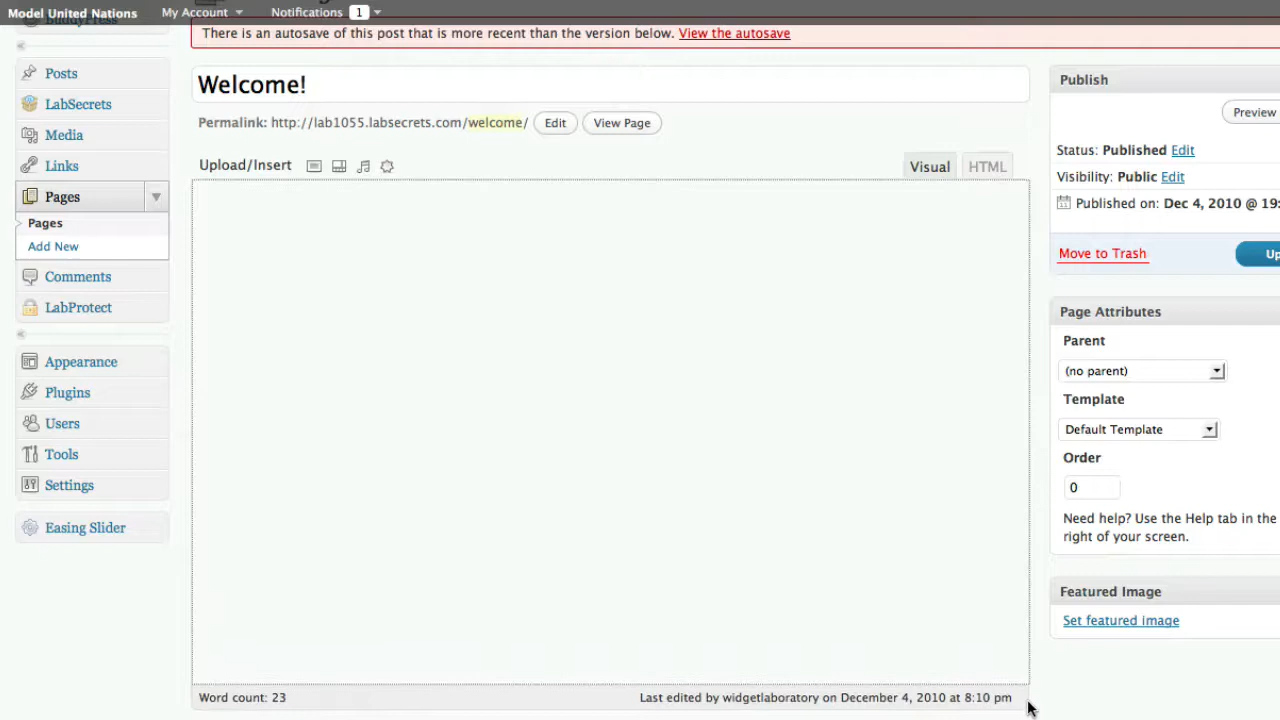 Model United Nations My Account Notifications 1
BuddyPress
There is an autosave of this post that is more recent than the version below. View the autosave
Posts
LabSecrets
Media
Links
Pages
Pages
Add New
Comments
LabProtect
Appearance
Plugins
Users
Tools
Settings
Easing Slider
Welcome!
Permalink: http://lab1055.labsecrets.com/welcome/ Edit View Page
Upload/Insert Visual HTML
Word count: 23 Last edited by widgetlaboratory on December 4, 2010 at 8:10 pm
Publish
Preview
Status: Published Edit
Visibility: Public Edit
Published on: Dec 4, 2010 @ 19:
Move to Trash Up
Page Attributes
Parent
(no parent)
Template
Default Template
Order
0
Need help? Use the Help tab in the
right of your screen.
Featured Image
Set featured image